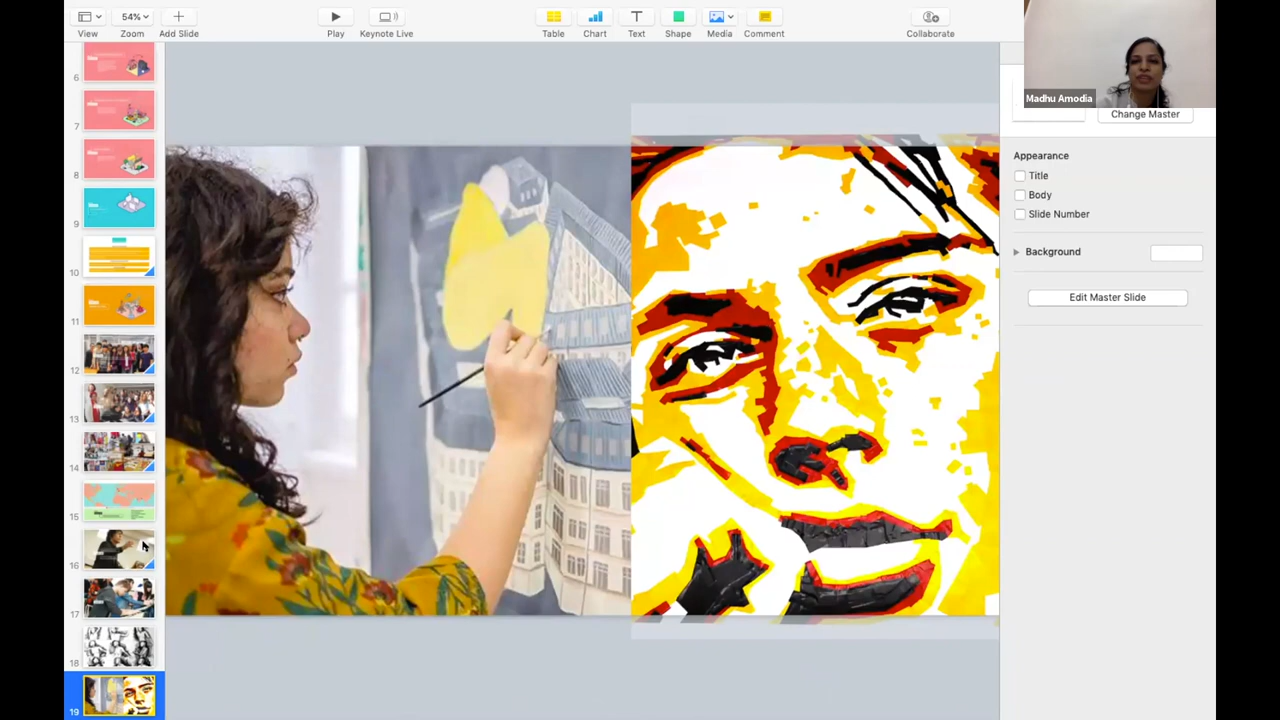 54%
View
Zoom
Add Slide
Play
Keynote Live
Table
Chart
Text
Shape
Media
Comment
Collaborate
Madhu Amodia
Change Master
Appearance
Title
Body
Slide Number
Background
Edit Master Slide
6
7
8
9
10
11
12
13
14
15
16
17
18
19